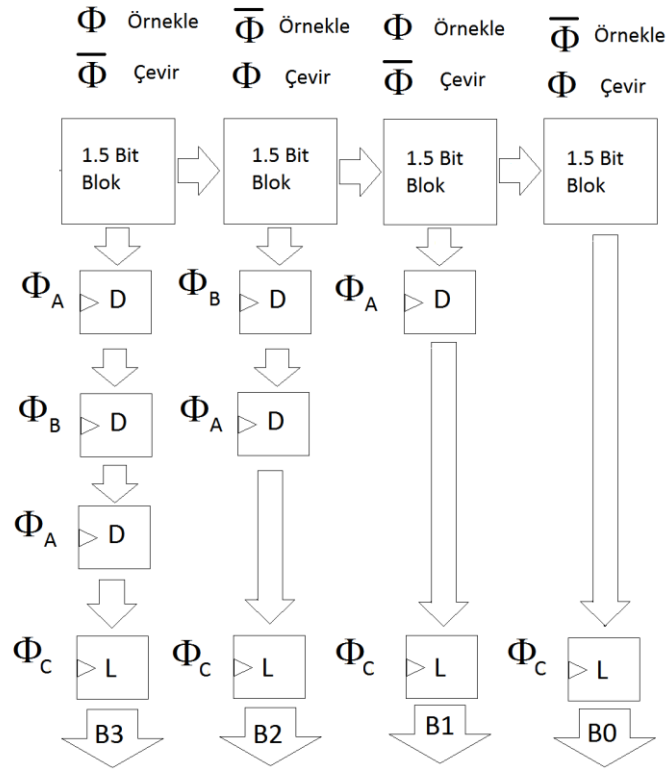 Φ Örnekle
Φ̅ Çevir
Φ̅ Örnekle
Φ Çevir
Φ Örnekle
Φ̅ Çevir
Φ̅ Örnekle
Φ Çevir
1.5 Bit
Blok
1.5 Bit
Blok
1.5 Bit
Blok
1.5 Bit
Blok
ΦA D
ΦB D
ΦA D
ΦB D
ΦA D
ΦA D
ΦC L
ΦC L
ΦC L
ΦC L
B3
B2
B1
B0